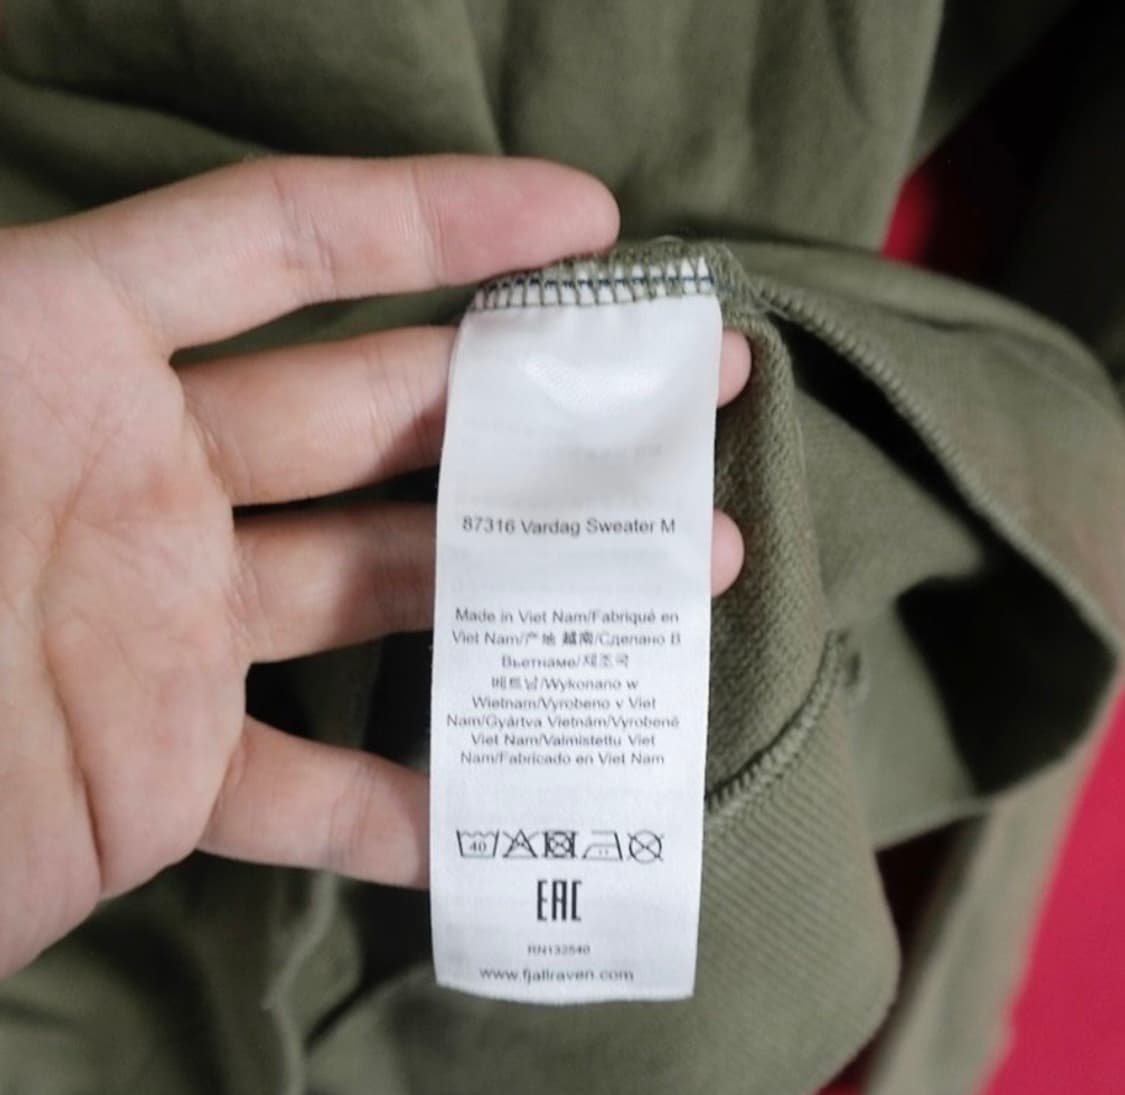 87316 Vardag Sweater M
Made in Viet Nam/Fabriqué en
Viet Nam/产地 越南/Сделано В
Вьетнаме/제조국
베트남/Wykonano w
Wietnam/Vyrobeno v Viet
Nam/Gyártva Vietnám/Vyrobené
Viet Nam/Valmistettu Viet
Nam/Fabricado en Viet Nam
40
EAC
RN132540
www.fjallraven.com